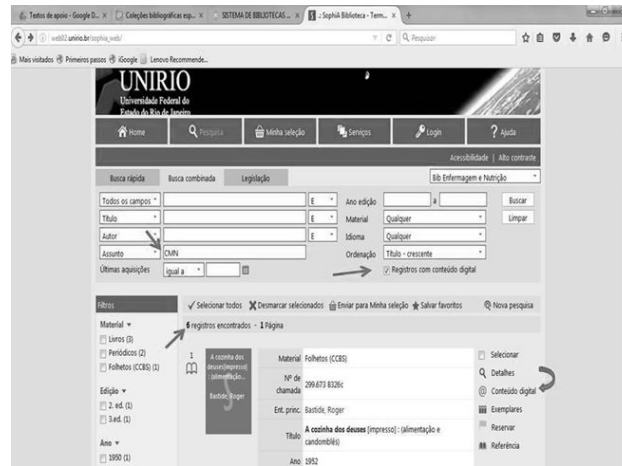 Textos de apoio - Google D...
Coleções bibliográficas esp...
SISTEMA DE BIBLIOTECAS ...
.: SophiA Biblioteca - Term...
web02.unirio.br/sophia_web/
Pesquisar
Mais visitados Primeiros passos iGoogle Lenovo Recommende...
UNIRIO
Universidade Federal do
Estado do Rio de Janeiro
Home Pesquisa Minha seleção Serviços Login Ajuda
Acessibilidade | Alto contraste
Busca rápida Busca combinada Legislação Bib Enfermagem e Nutrição
Todos os campos E Ano edição a Buscar
Título E Material Qualquer Limpar
Autor E Idioma Qualquer
Assunto CMN Ordenação Título - crescente
Últimas aquisições igual a Registros com conteúdo digital
Filtros Selecionar todos Desmarcar selecionados Enviar para Minha seleção Salvar favoritos Nova pesquisa
Material
6 registros encontrados - 1 Página
Livros (3)
Periódicos (2)
Folhetos (CCBS) (1)
Edição
2. ed. (1)
3.ed. (1)
Ano
1950 (1)
1
A cozinha dos
deuses[impresso]
: (alimentação...
Bastide, Roger
Material Folhetos (CCBS)
Nº de
chamada 299.673 B326c
Ent. princ. Bastide, Roger
Título A cozinha dos deuses [impresso] : (alimentação e
candomblés)
Ano 1952
Selecionar
Detalhes
Conteúdo digital
Exemplares
Reservar
Referência